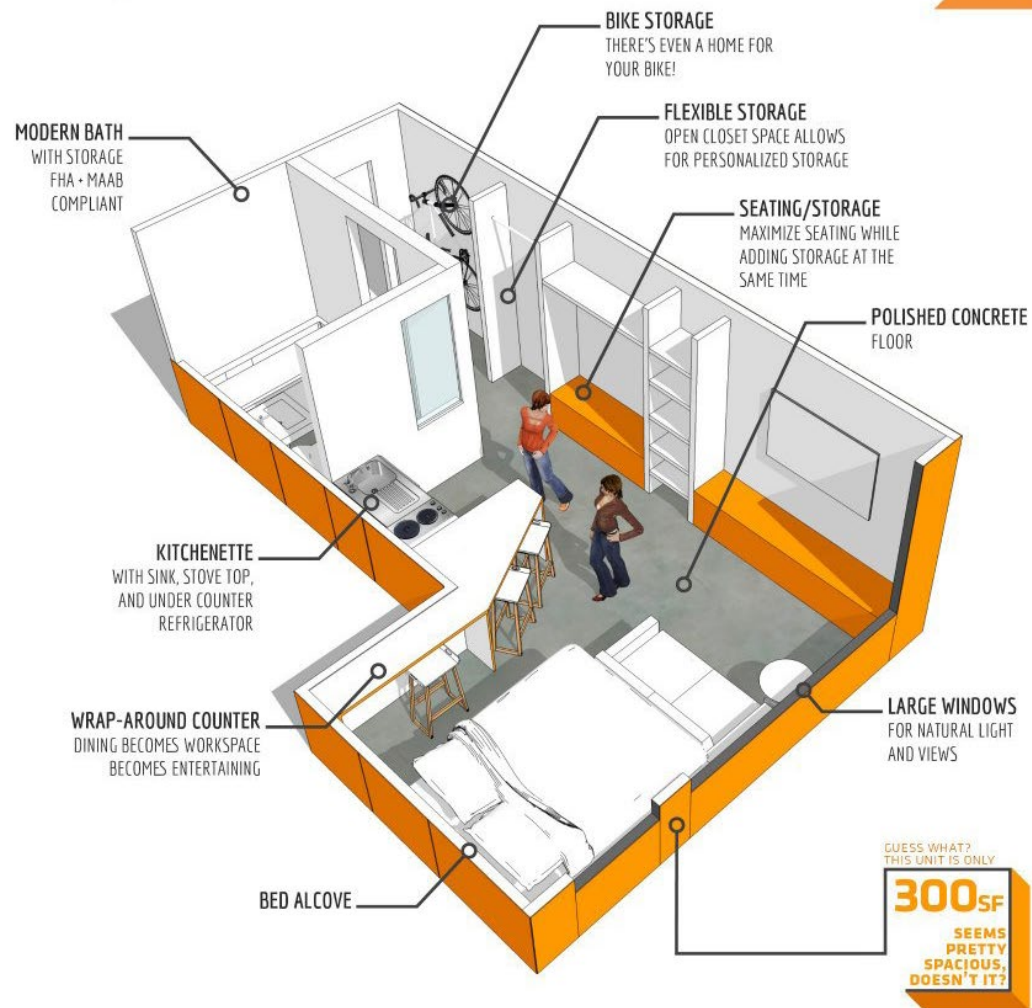 BIKE STORAGE
THERE'S EVEN A HOME FOR
YOUR BIKE!
FLEXIBLE STORAGE
OPEN CLOSET SPACE ALLOWS
FOR PERSONALIZED STORAGE
MODERN BATH
WITH STORAGE
FHA + MAAB
COMPLIANT
SEATING/STORAGE
MAXIMIZE SEATING WHILE
ADDING STORAGE AT THE
SAME TIME
POLISHED CONCRETE
FLOOR
KITCHENETTE
WITH SINK, STOVE TOP,
AND UNDER COUNTER
REFRIGERATOR
WRAP-AROUND COUNTER
DINING BECOMES WORKSPACE
BECOMES ENTERTAINING
LARGE WINDOWS
FOR NATURAL LIGHT
AND VIEWS
BED ALCOVE
GUESS WHAT?
THIS UNIT IS ONLY
300SF
SEEMS
PRETTY
SPACIOUS,
DOESN'T IT?